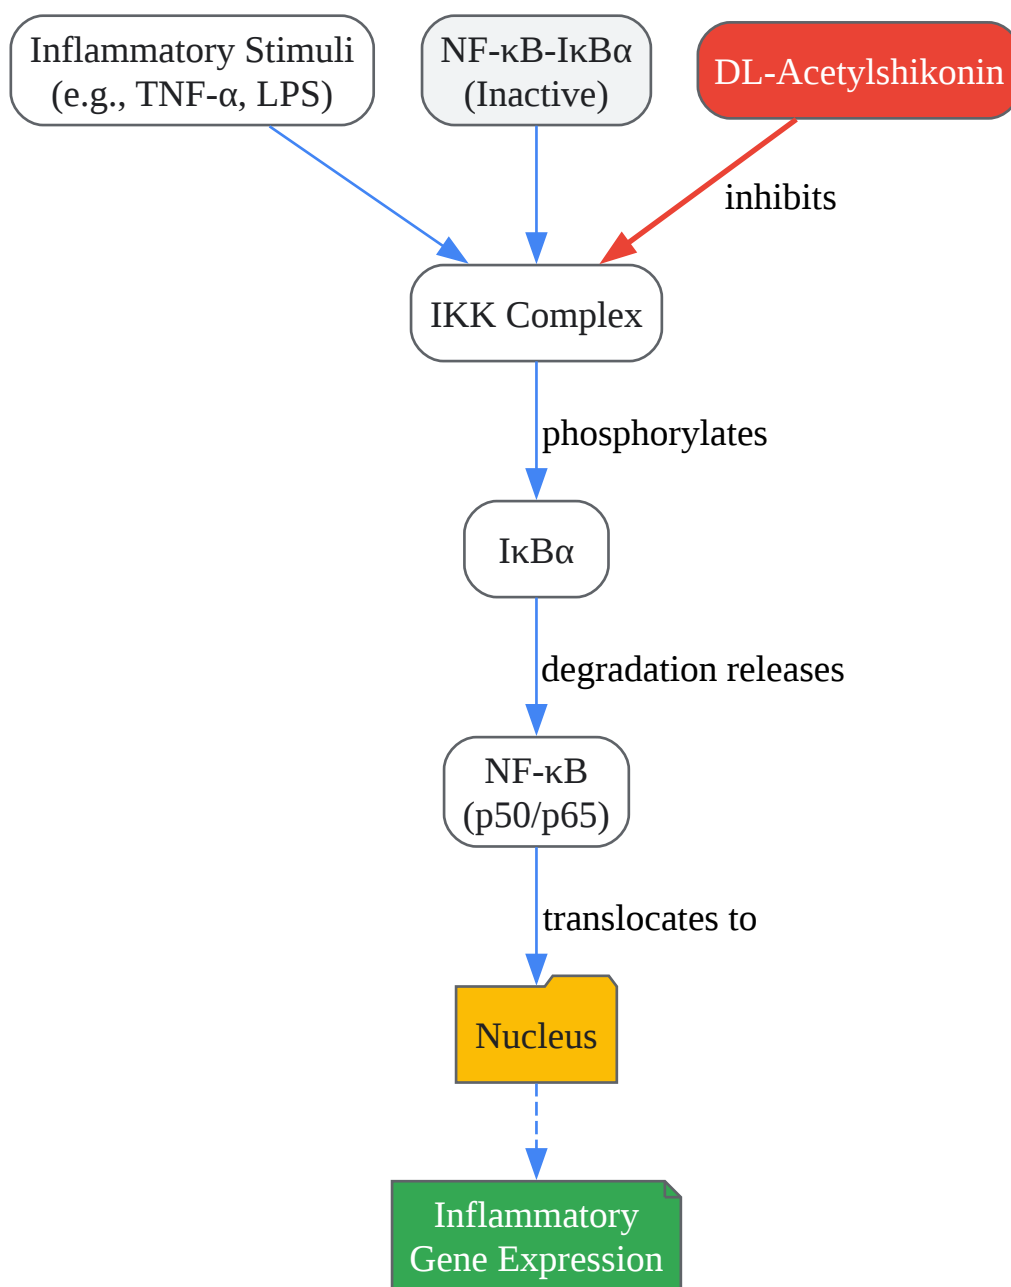 Inflammatory Stimuli
(e.g., TNF-α, LPS)
NF-κB-IκBα
(Inactive)
DL-Acetylshikonin
inhibits
IKK Complex
phosphorylates
IκBα
degradation releases
NF-κB
(p50/p65)
translocates to
Nucleus
Inflammatory
Gene Expression